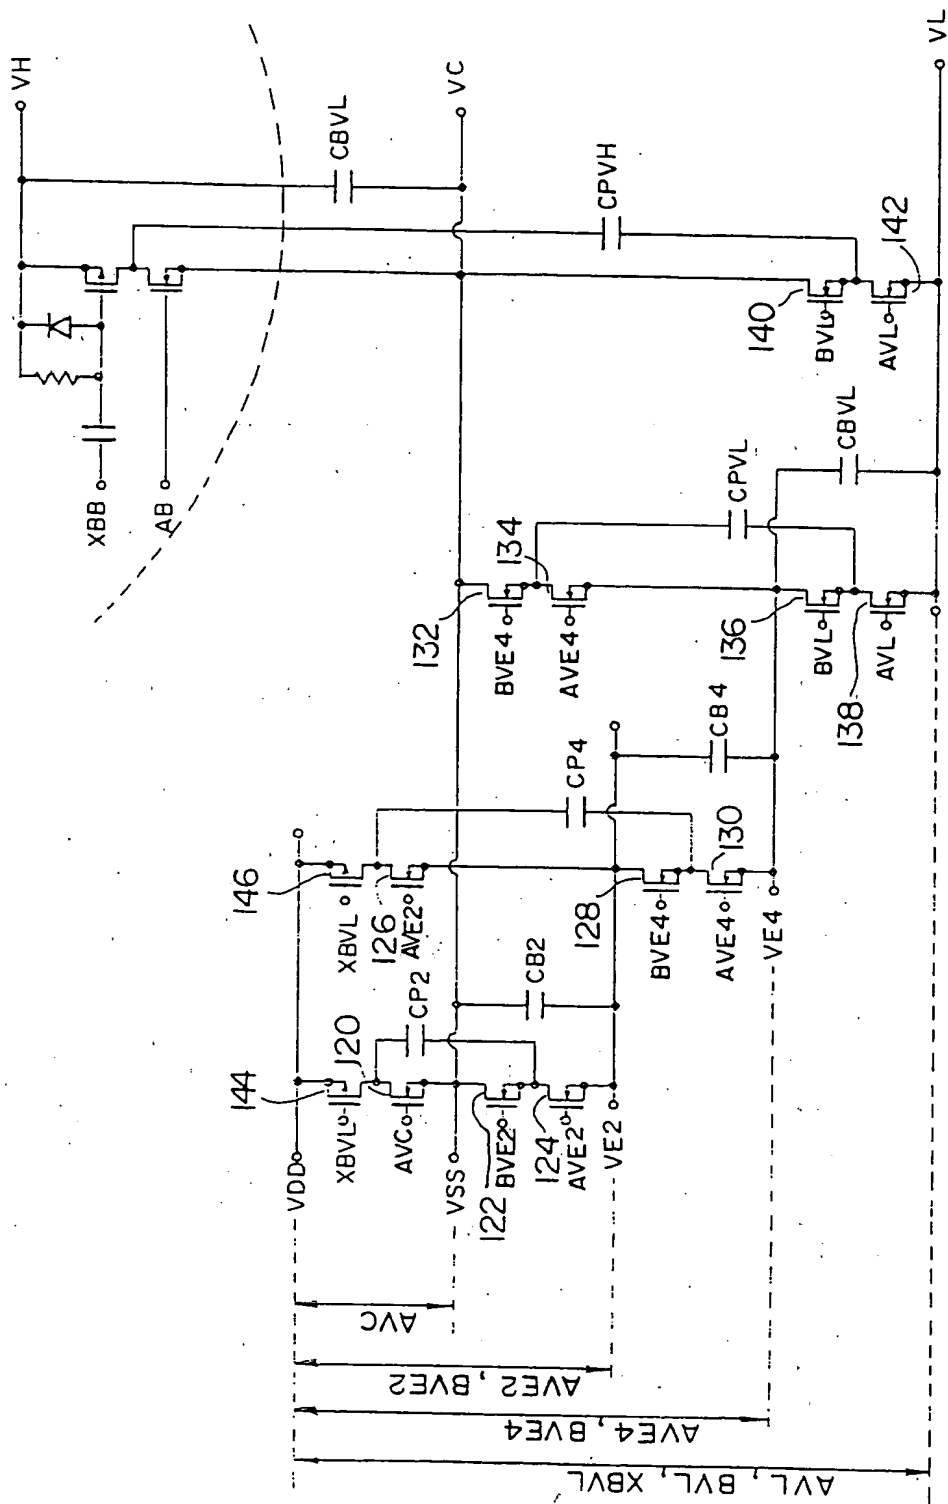 VH
VC
VL
XBB
AB
CBVL
CPVH
140
BVL
AVL
142
132
BVE4
134
AVE4
CPVL
136
BVL
CBVL
138
AVL
146
XBVL
126
AVE2
CP4
128
BVE4
130
AVE4
CB4
VE4
144
VDD
XBVL
120
AVC
CP2
VSS
122
BVE2
CB2
124
AVE2
VE2
AVC
AVE2, BVE2
AVE4, BVE4
AVL, BVL, XBVL